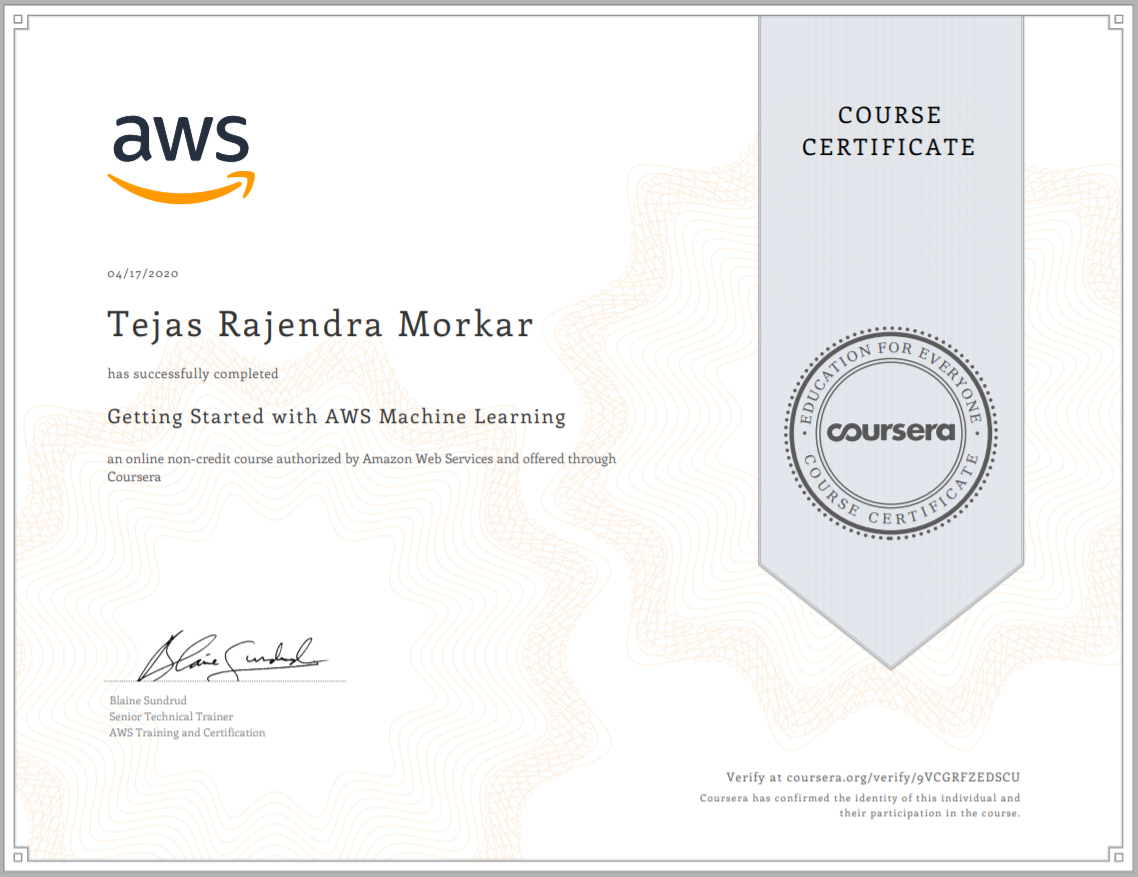 aws
COURSE
CERTIFICATE
04/17/2020
Tejas Rajendra Morkar
has successfully completed
Getting Started with AWS Machine Learning
an online non-credit course authorized by Amazon Web Services and offered through
Coursera
EDUCATION FOR EVERYONE
coursera
COURSE CERTIFICATE
Blaine Sundrud
Blaine Sundrud
Senior Technical Trainer
AWS Training and Certification
Verify at coursera.org/verify/9VCGRFZEDSCU
Coursera has confirmed the identity of this individual and
their participation in the course.